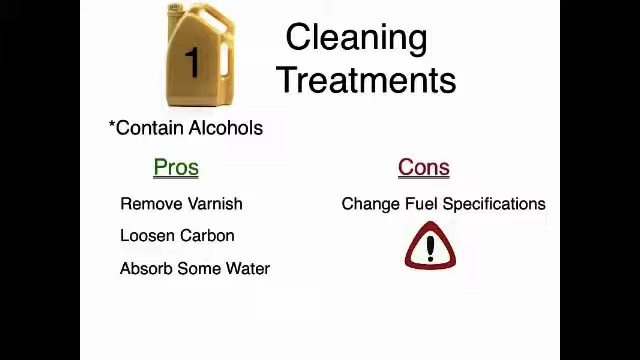 1
Cleaning
Treatments
*Contain Alcohols
Pros
Cons
Remove Varnish
Change Fuel Specifications
Loosen Carbon
!
Absorb Some Water